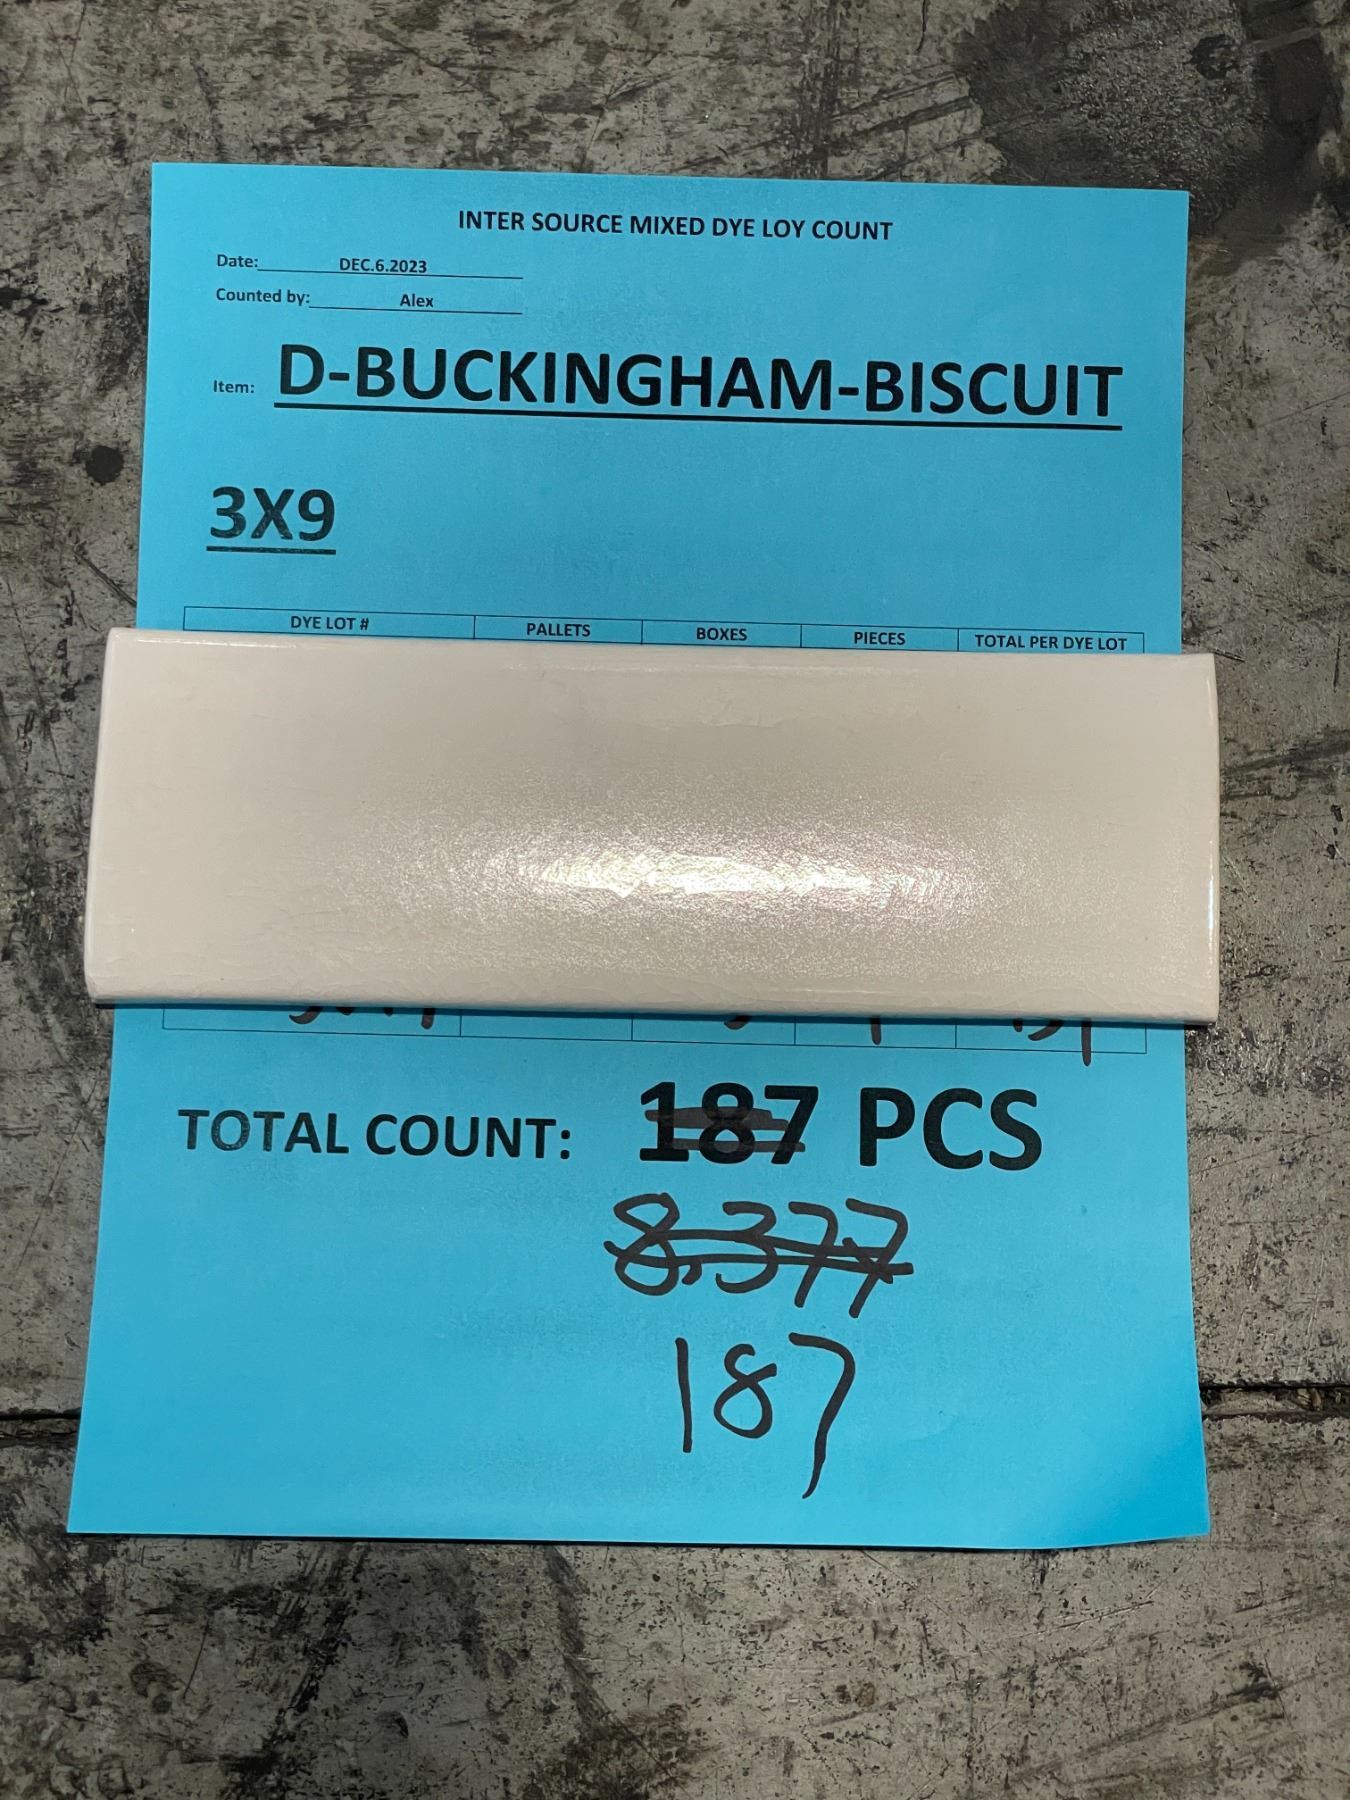 INTER SOURCE MIXED DYE LOY COUNT
Date: DEC.6.2023
Counted by: Alex
Item: D-BUCKINGHAM-BISCUIT
3X9
DYE LOT # PALLETS BOXES PIECES TOTAL PER DYE LOT
TOTAL COUNT: 187 PCS
8,377
187